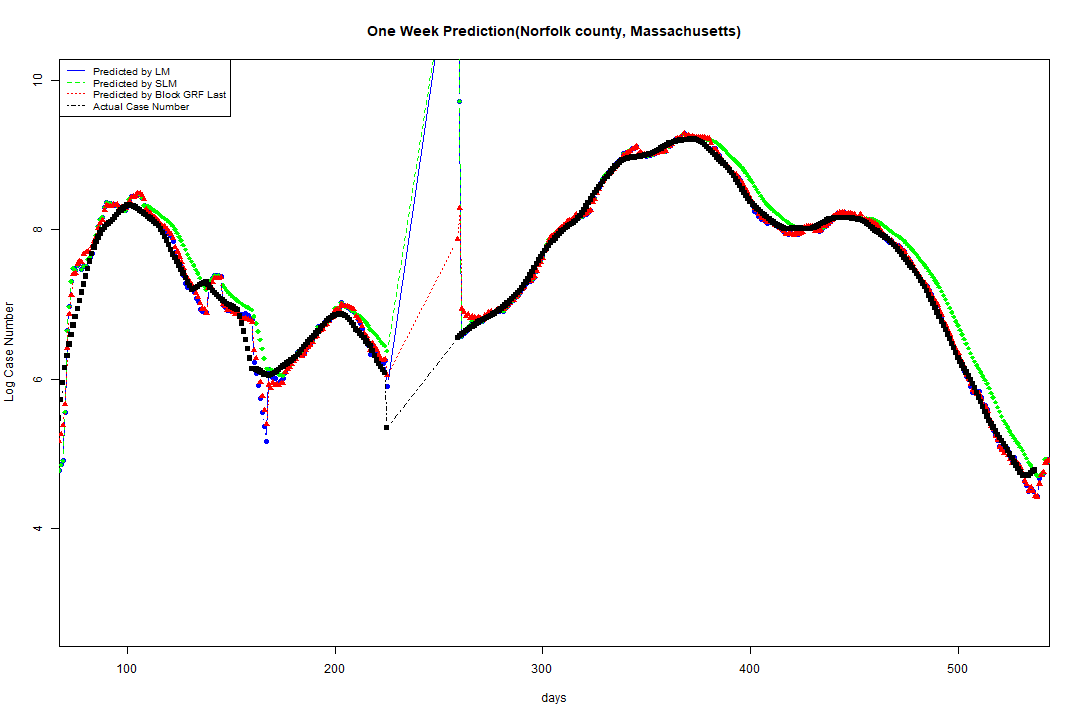 One Week Prediction(Norfolk county, Massachusetts)
Predicted by LM
Predicted by SLM
Predicted by Block GRF Last
Actual Case Number
10
8
6
4
Log Case Number
100 200 300 400 500
days